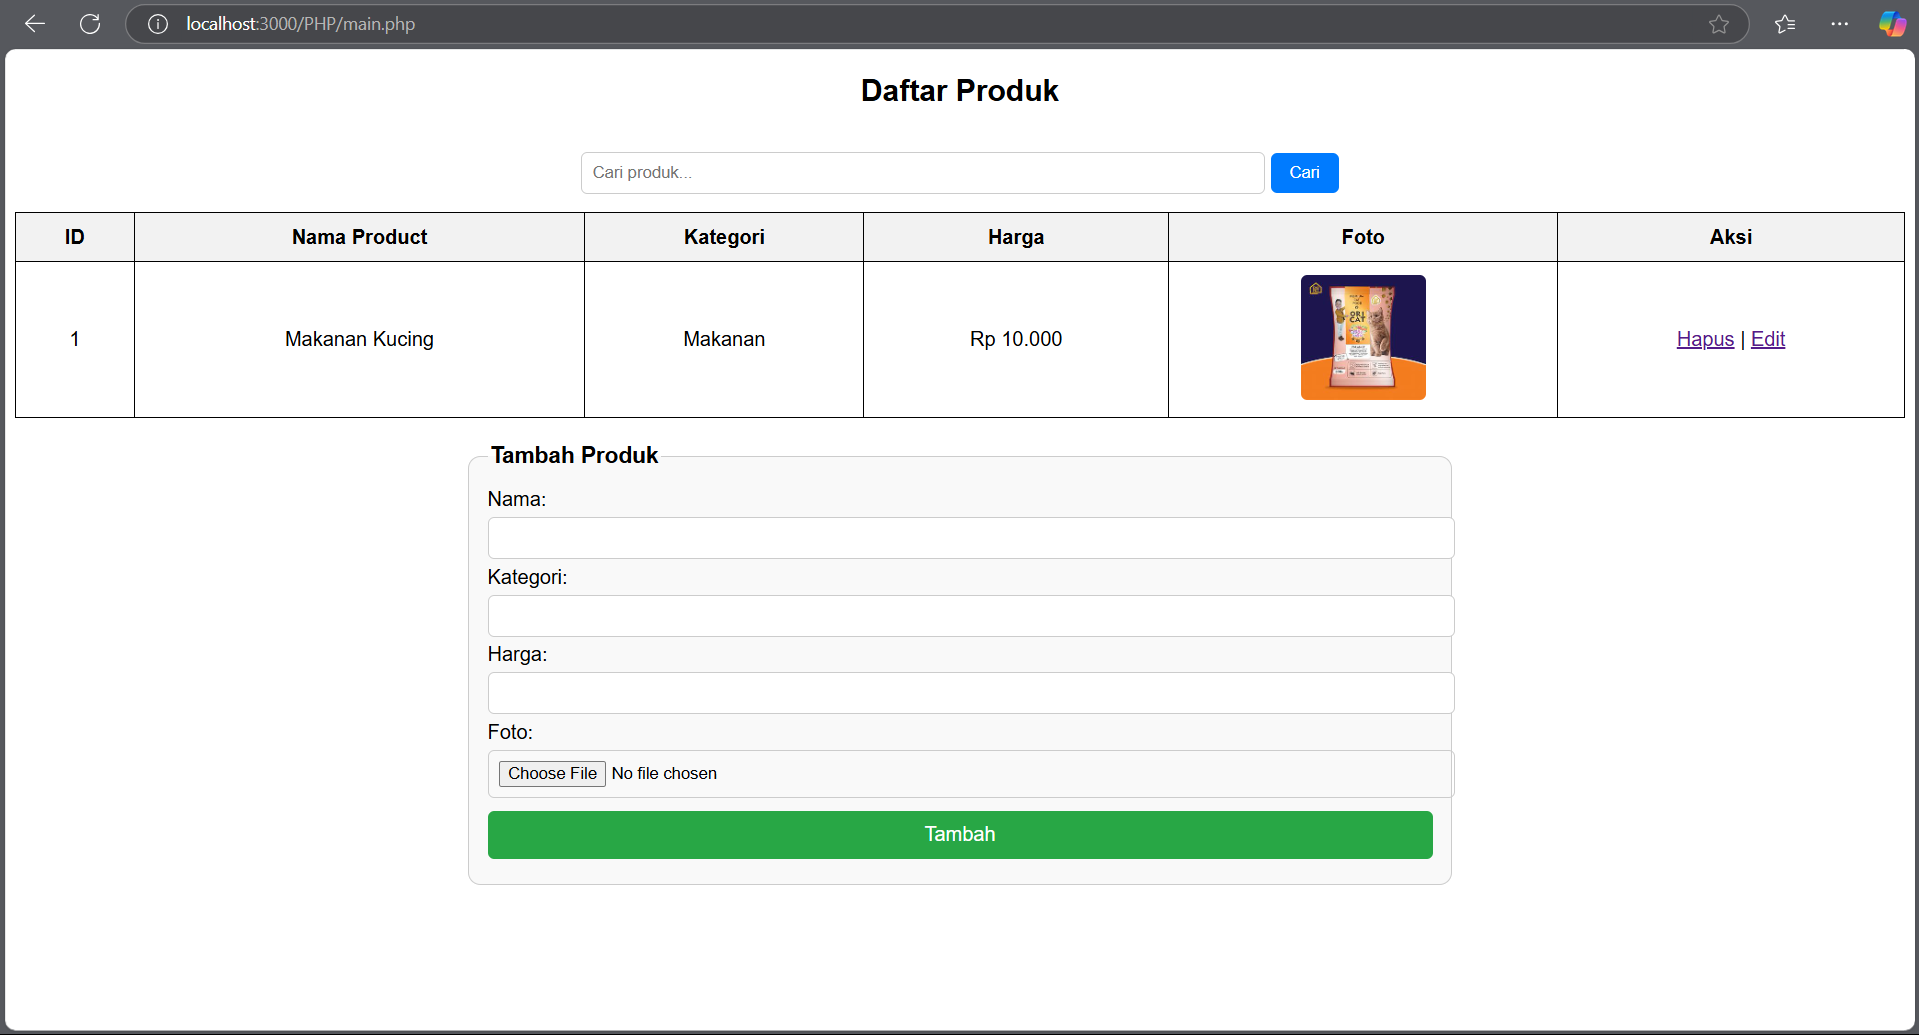 localhost:3000/PHP/main.php
Daftar Produk
Cari produk...
Cari
ID Nama Product Kategori Harga Foto Aksi
ORI
CAT
1 Makanan Kucing Makanan Rp 10.000 Hapus | Edit
Tambah Produk
Nama:
Kategori:
Harga:
Foto:
Choose File No file chosen
Tambah